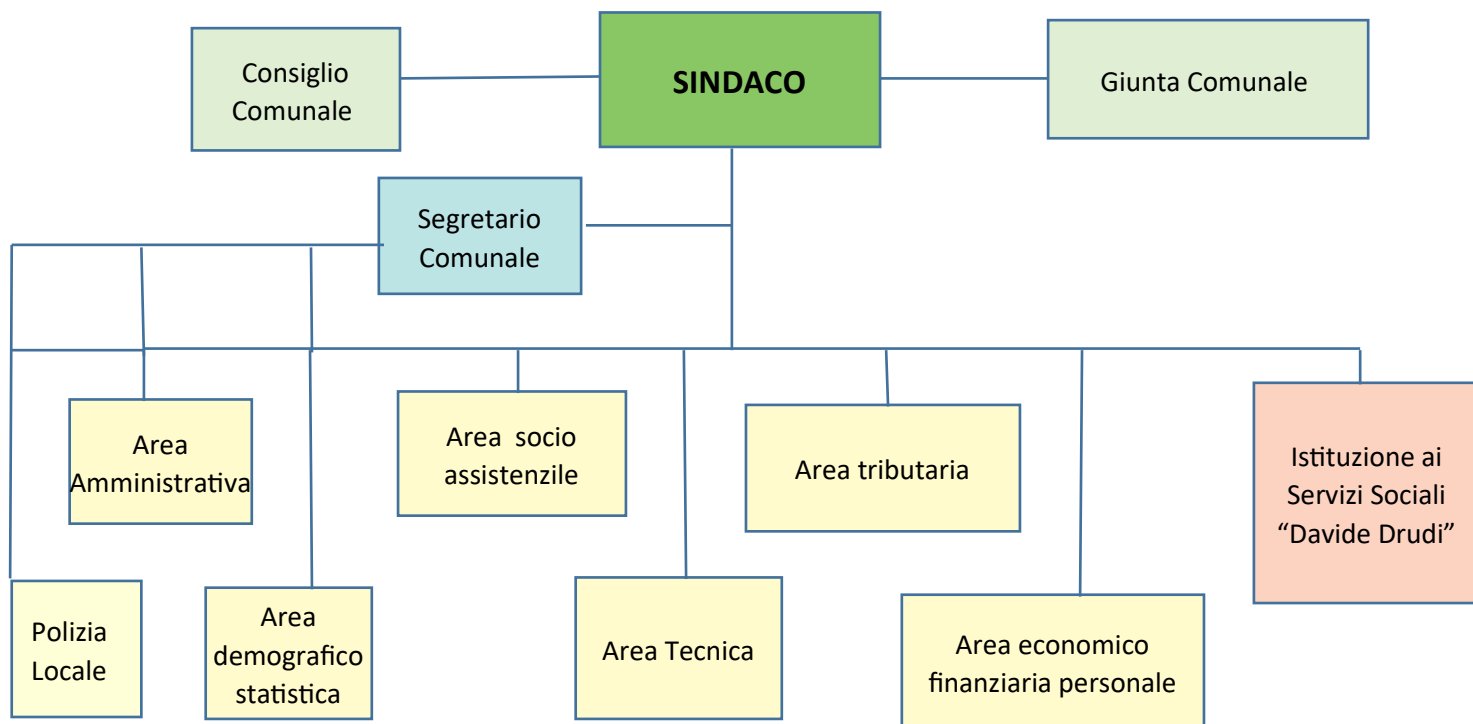 Consiglio
Comunale
SINDACO
Giunta Comunale
Segretario
Comunale
Area
Amministrativa
Area socio
assistenzile
Area tributaria
Istituzione ai
Servizi Sociali
“Davide Drudi”
Polizia
Locale
Area
demografico
statistica
Area Tecnica
Area economico
finanziaria personale